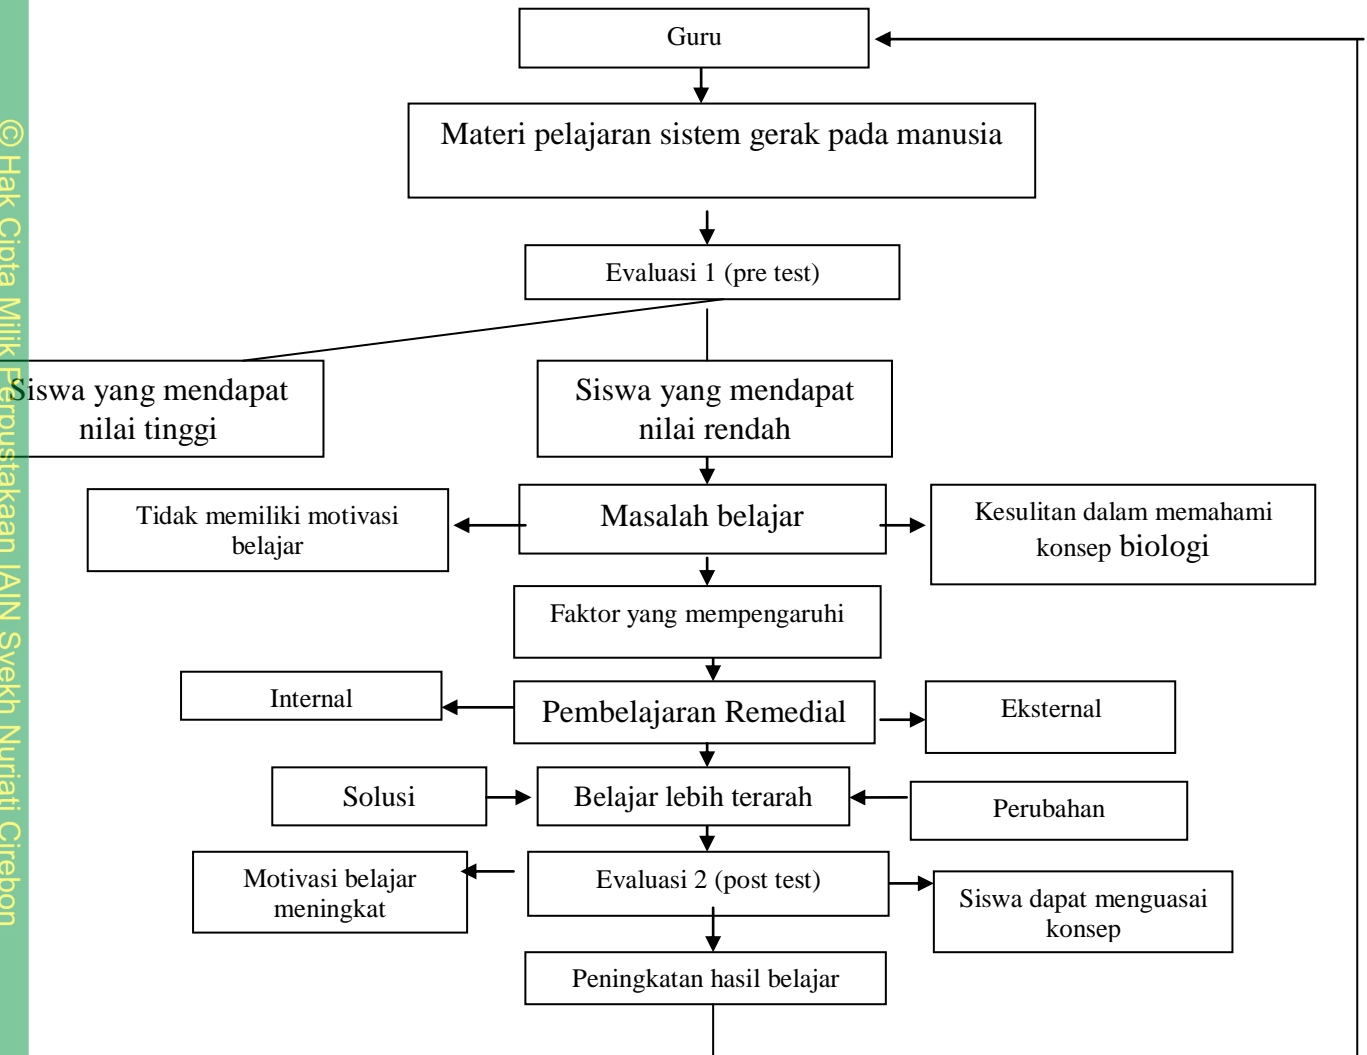 Guru
Materi pelajaran sistem gerak pada manusia
Evaluasi 1 (pre test)
Siswa yang mendapat
nilai tinggi
Siswa yang mendapat
nilai rendah
Tidak memiliki motivasi
belajar
Masalah belajar
Kesulitan dalam memahami
konsep biologi
Faktor yang mempengaruhi
Internal
Pembelajaran Remedial
Eksternal
Solusi
Belajar lebih terarah
Perubahan
Motivasi belajar
meningkat
Evaluasi 2 (post test)
Siswa dapat menguasai
konsep
Peningkatan hasil belajar
© Hak Cipta Milik Perpustakaan IAIN Syekh Nurjati Cirebon